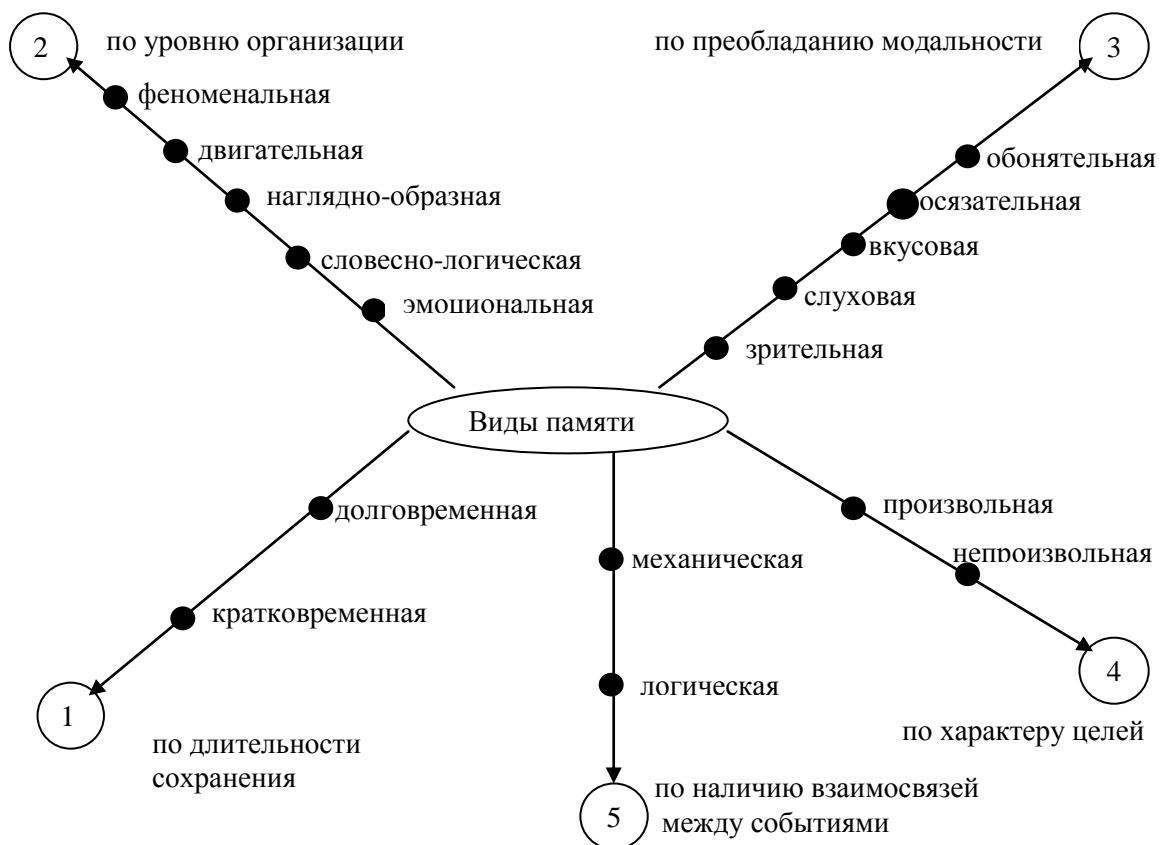 2
по уровню организации
по преобладанию модальности
3
феноменальная
двигательная
обонятельная
наглядно-образная
осязательная
вкусовая
словесно-логическая
слуховая
эмоциональная
зрительная
Виды памяти
долговременная
произвольная
механическая
непроизвольная
кратковременная
4
логическая
1
по характеру целей
по длительности
сохранения
по наличию взаимосвязей
5
между событиями